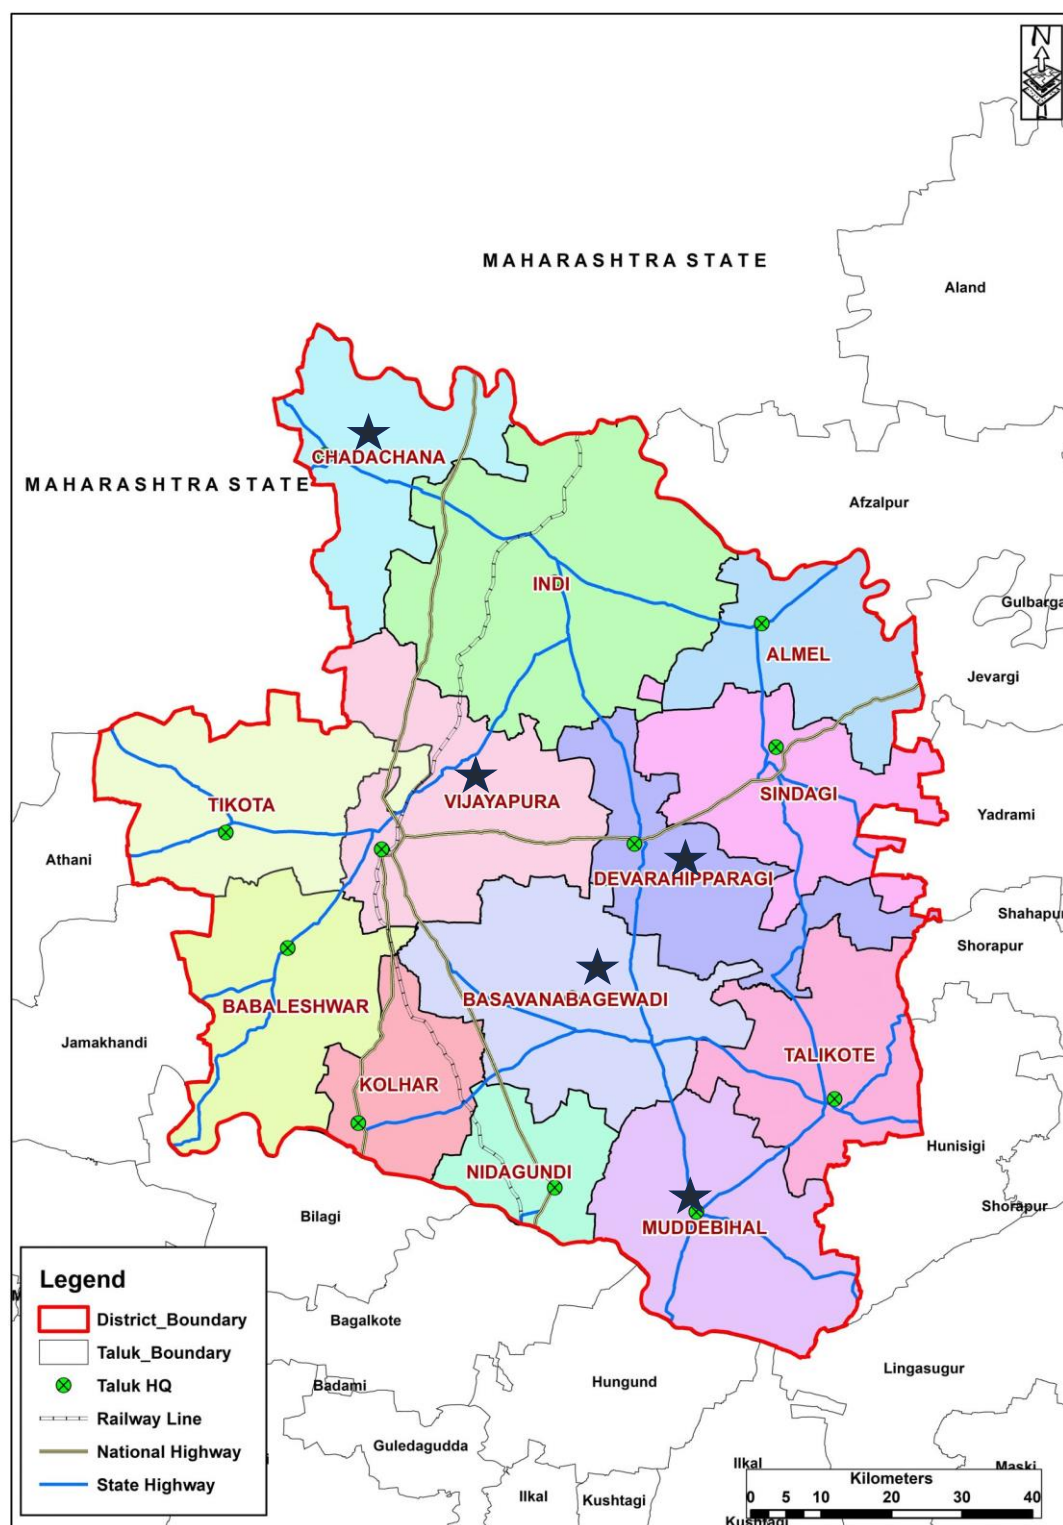 N
MAHARASHTRA STATE
Aland
CHADACHANA
MAHARASHTRA STATE
Afzalpur
INDI
Gulbarga
ALMEL
Jevargi
VIJAYAPURA
SINDAGI
TIKOTA
Yadrami
Athani
DEVARAHIPPARAGI
Shahapur
Shorapur
BASAVANABAGEWADI
BABALESHWAR
Jamakhandi
TALIKOTE
KOLHAR
Hunisigi
NIDAGUNDI
Shorapur
Bilagi
MUDDEBIHAL
Legend
District_Boundary
Taluk_Boundary
Taluk HQ
Railway Line
National Highway
State Highway
Bagalkote
Lingasugur
Badami
Hungund
Guledagudda
Ilkal
Maski
Ilkal
Kushtagi
Kilometers
0 5 10 20 30 40
Kushtagi